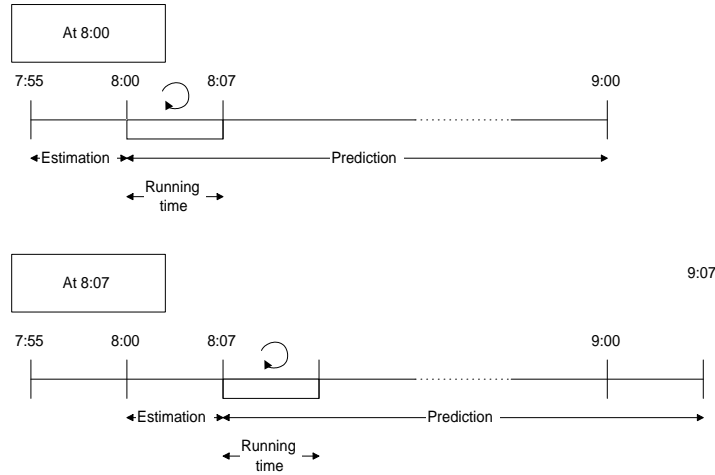 At 8:00
7:55 8:00 8:07 9:00
Estimation Prediction
Running
time
At 8:07
9:07
7:55 8:00 8:07 9:00
Estimation Prediction
Running
time